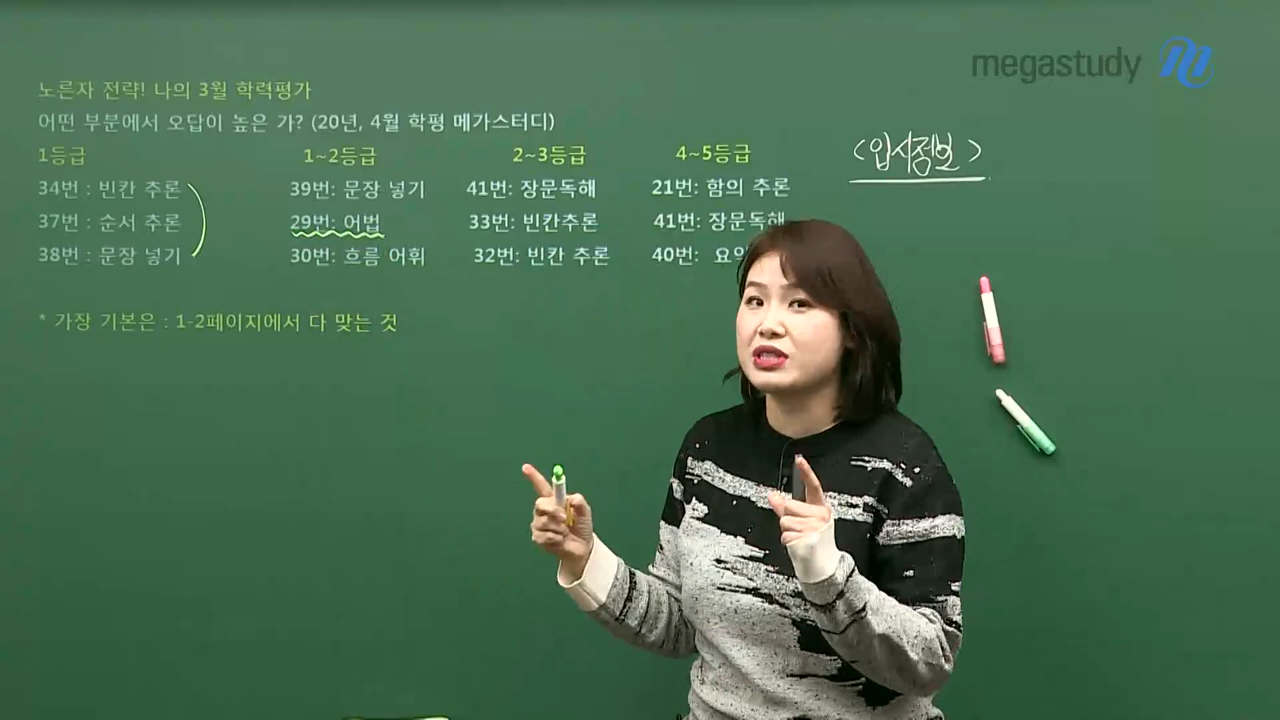 megastudy
노른자 전략! 나의 3월 학력평가
어떤 부분에서 오답이 높은 가? (20년, 4월 학평 메가스터디)
1등급 1~2등급 2~3등급 4~5등급
<입시정보>
34번 : 빈칸 추론 39번: 문장 넣기 41번: 장문독해 21번: 함의 추론
37번 : 순서 추론 29번: 어법 33번: 빈칸추론 41번: 장문독해
38번 : 문장 넣기 30번: 흐름 어휘 32번: 빈칸 추론 40번: 요
* 가장 기본은 : 1-2페이지에서 다 맞는 것